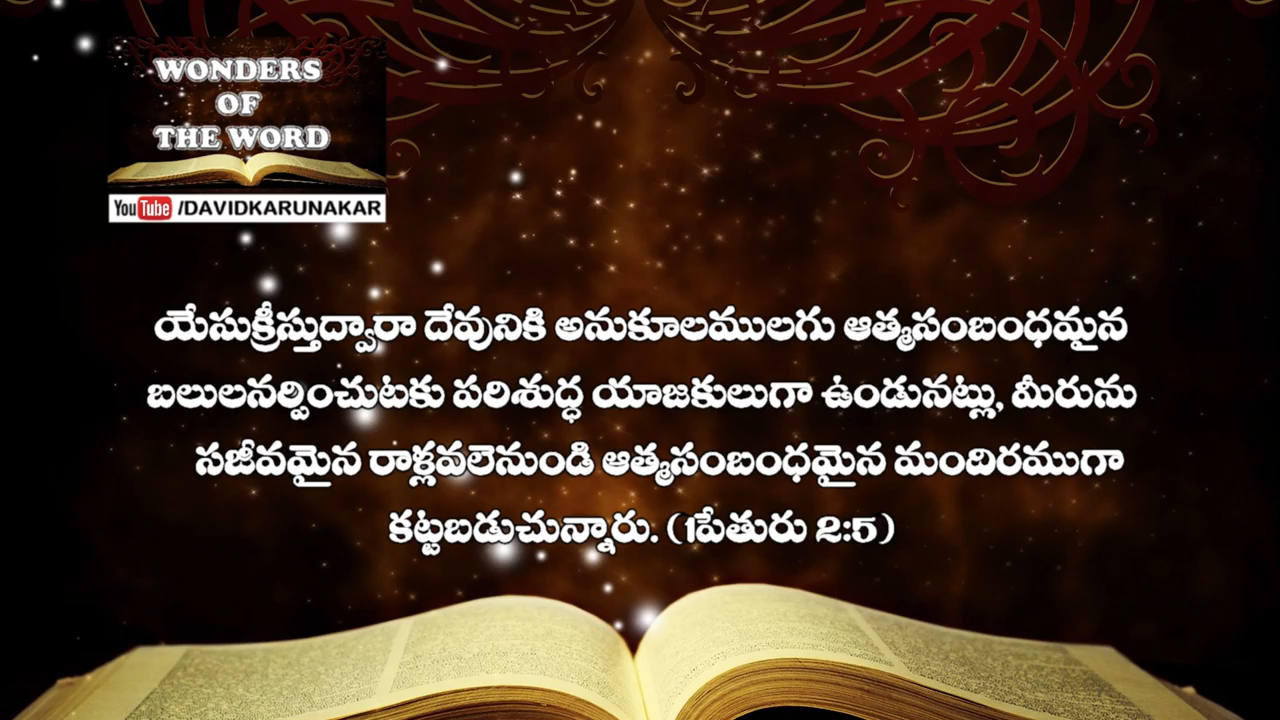 WONDERS
OF
THE WORD
YouTube /DAVIDKARUNAKAR
యేసుక్రీస్తుద్వారా దేవునికి అనుకూలములగు ఆత్మసంబంధమైన
బలులనర్పించుటకు పరిశుద్ధ యాజకులుగా ఉండునట్లు, మీరును
సజీవమైన రాళ్లవలెనుండి ఆత్మసంబంధమైన మందిరముగా
కట్టబడుచున్నారు. (1పేతురు 2:5)